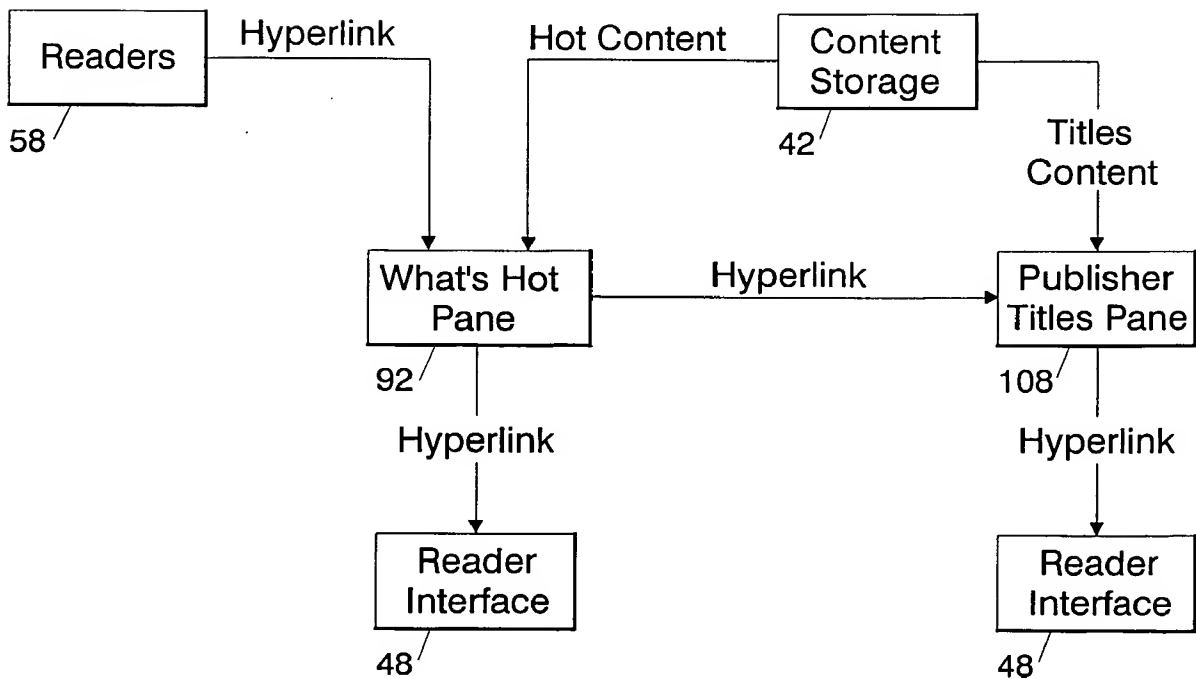 Readers
58
Hyperlink
Hot Content
Content
Storage
42
Titles
Content
What's Hot
Pane
92
Hyperlink
Publisher
Titles Pane
108
Hyperlink
Hyperlink
Reader
Interface
48
Reader
Interface
48